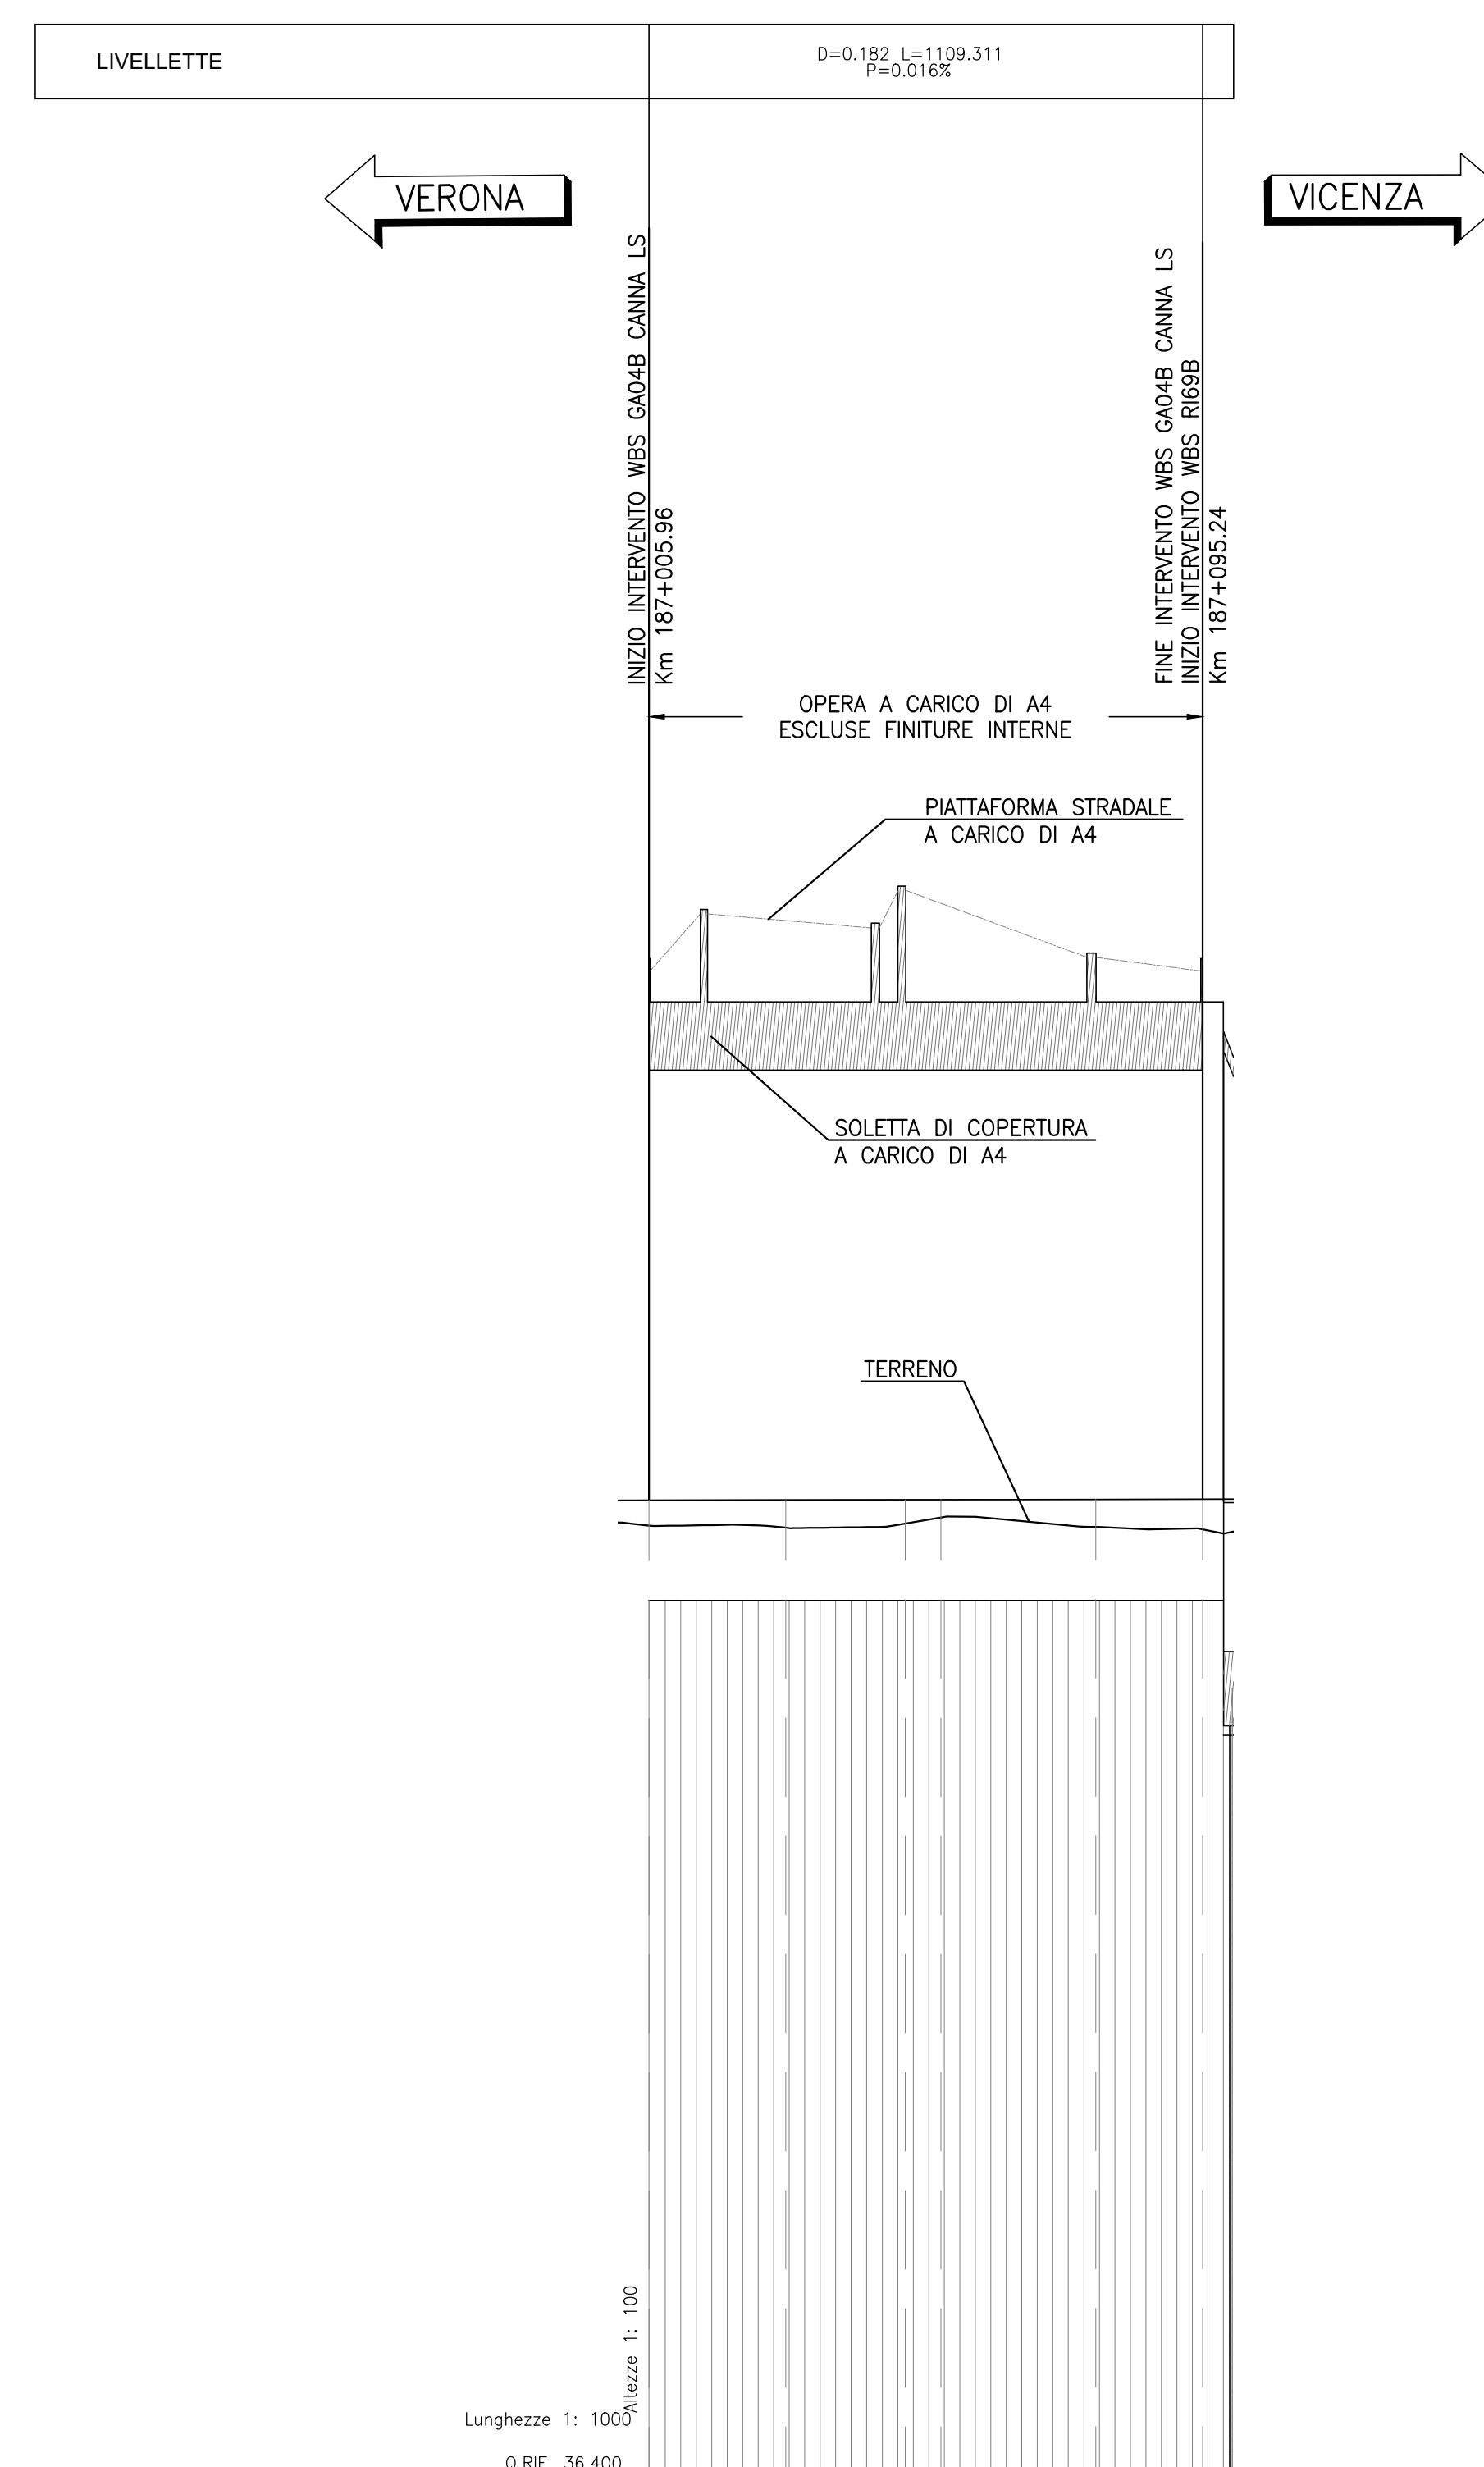 LIVELLETTE
D=0.182 L=1109.311
P=0.016%
VERONA
VICENZA
INIZIO INTERVENTO WBS GA04B CANNA LS
Km 187+005.96
FINE INTERVENTO WBS GA04B CANNA LS
INIZIO INTERVENTO WBS RI69B
Km 187+095.24
OPERA A CARICO DI A4
ESCLUSE FINITURE INTERNE
PIATTAFORMA STRADALE
A CARICO DI A4
SOLETTA DI COPERTURA
A CARICO DI A4
TERRENO
Altezze 1: 100
Lunghezze 1: 1000
Q.RIF. 36.400